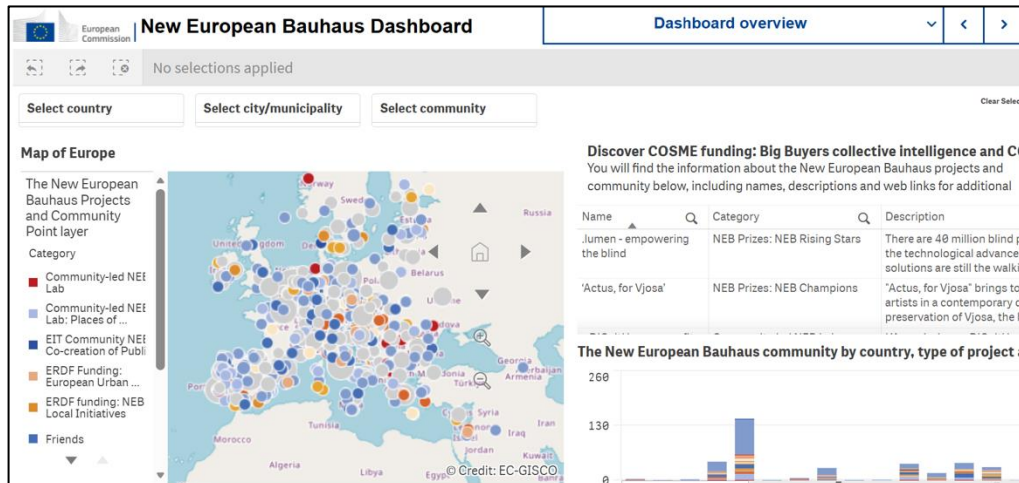 European
Commission
New European Bauhaus Dashboard
Dashboard overview
No selections applied
Select country
Select city/municipality
Select community
Clear Selec
Map of Europe
The New European
Bauhaus Projects
and Community
Point layer
Category
Community-led NEB
Lab
Community-led NEB
Lab: Places of ...
EIT Community NEB
Co-creation of Publi
ERDF Funding:
European Urban ...
ERDF funding: NEB
Local Initiatives
Friends
Norway
Swed
Russia
Belarus
Georgia
Armenia
Syria
Iraq
Iran
Jordan
Kuwait
Tunisia
Morocco
Algeria
Libya
Egypt
© Credit: EC-GISCO
Discover COSME funding: Big Buyers collective intelligence and CO
You will find the information about the New European Bauhaus projects and
community below, including names, descriptions and web links for additional
Name
Category
Description
.lumen - empowering
the blind
NEB Prizes: NEB Rising Stars
There are 40 million blind p
the technological advance
solutions are still the walki
'Actus, for Vjosa'
NEB Prizes: NEB Champions
"Actus, for Vjosa" brings to
artists in a contemporary c
preservation of Vjosa, the l
The New European Bauhaus community by country, type of project a
260
130
0